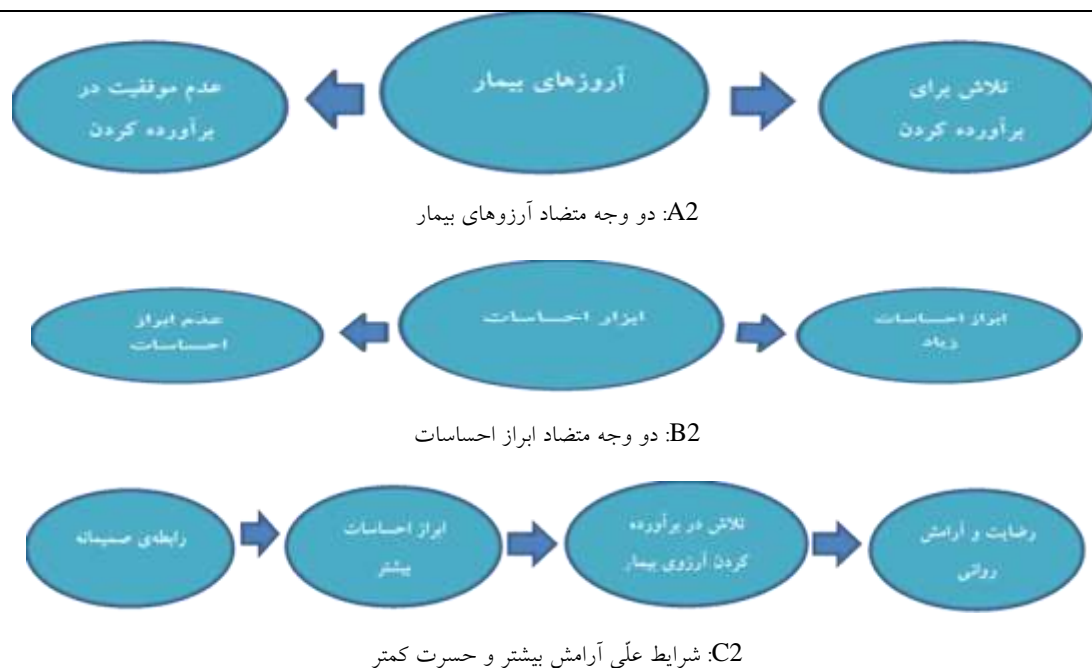 تلاش برای
برآورده کردن
آروزهای بیمار
عدم موفقیت در
برآورده کردن
A2: دو وجه متضاد آرزوهای بیمار
ابراز احساسات
زیاد
ابزار احساسات
عدم ابراز
احساسات
B2: دو وجه متضاد ابراز احساسات
رابطه‌ی صمیمانه
ابراز احساسات
بیشتر
تلاش در برآورده
کردن آرزوی بیمار
رضایت و آرامش
روانی
C2: شرایط علّی آرامش بیشتر و حسرت کمتر